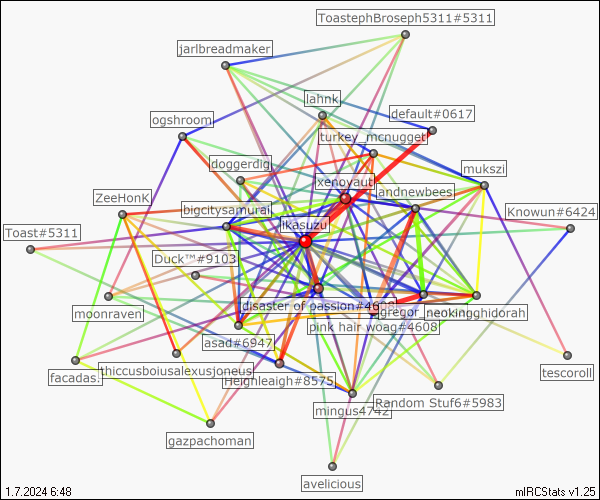 ToastephBroseph5311#5311
jarlbreadmaker
lahnk
default#0617
ogshroom
turkey_mcnugget
doggerdig
mukszi
xenoyaut
landnewbees
ZeeHonK
bigcitysamurai
Knowun#6424
ikasuzu
Toast#5311
Duck™#9103
disaster of passion#4698
moonraven
gregor
neokingghidorah
pink hair woag#4608
asad#6947
facadas.
thiccusboiusalexusjoneus
Heighleaigh#8575
tescoroll
mingus4742
Random Stuf6#5983
gazpachoman
avelicious
1.7.2024 6:48
mIRCStats v1.25